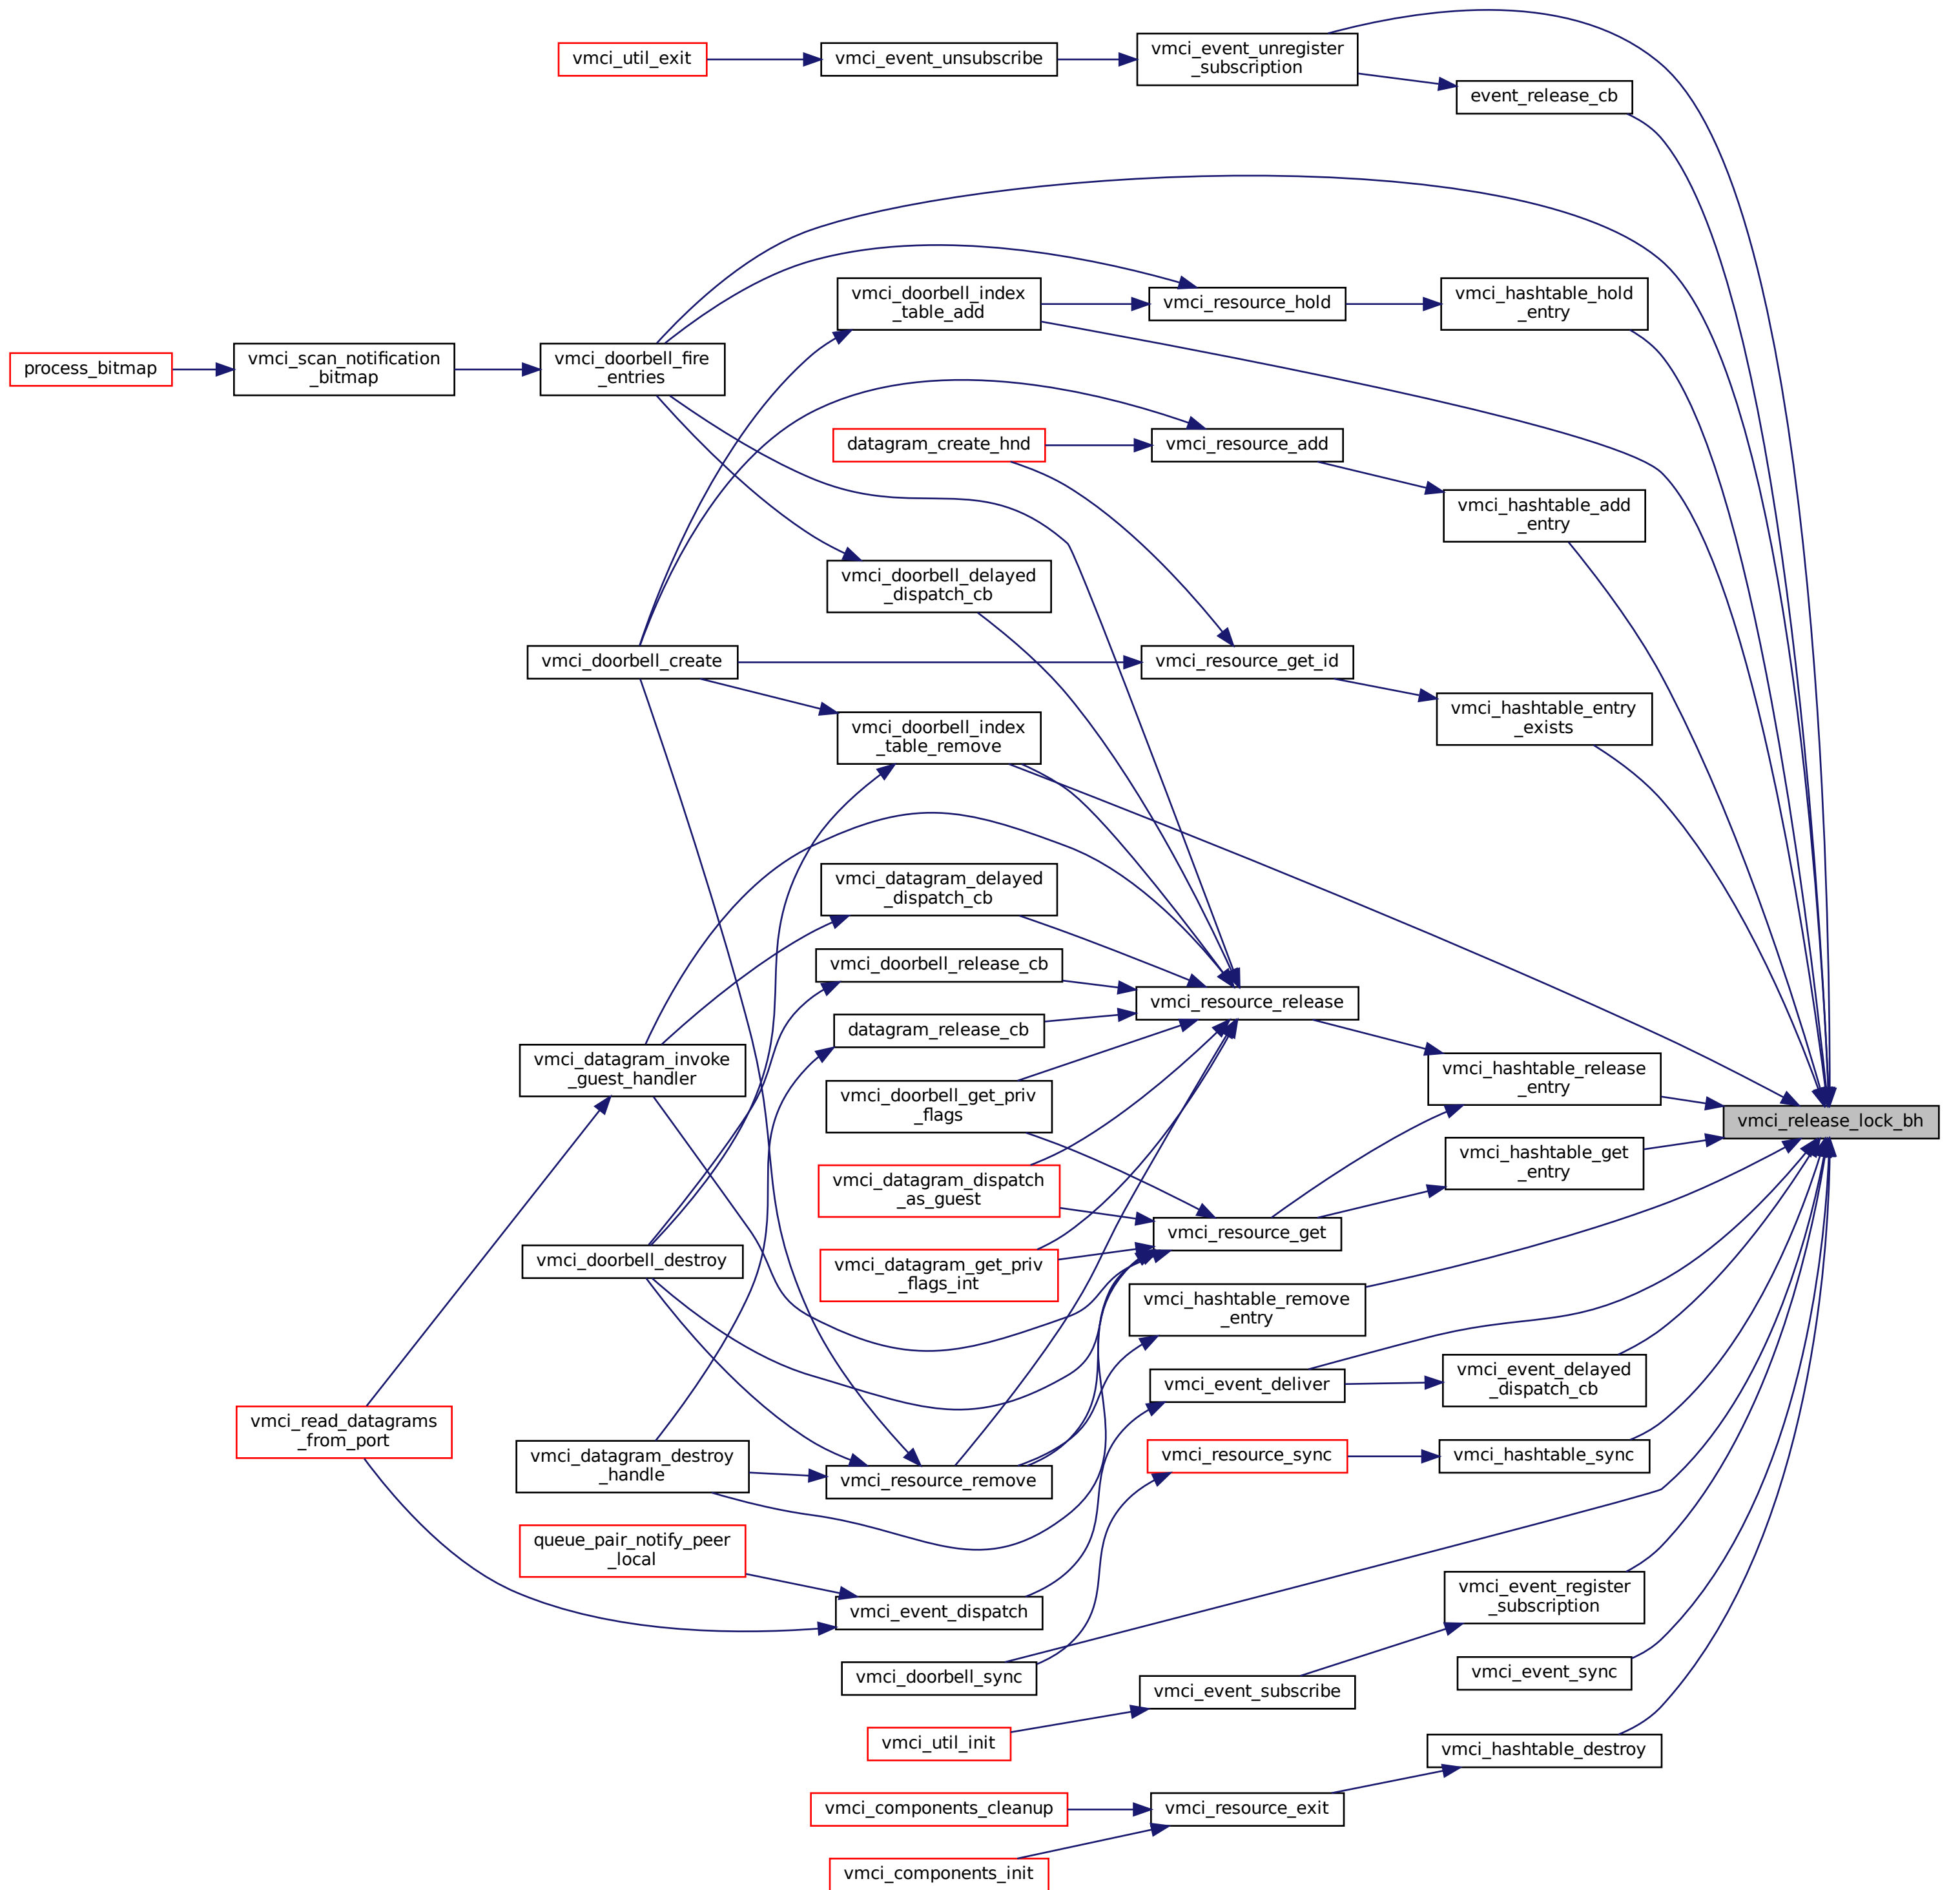 vmci_util_exit
vmci_event_unsubscribe
vmci_event_unregister
_subscription
event_release_cb
vmci_doorbell_index
_table_add
vmci_resource_hold
vmci_hashtable_hold
_entry
process_bitmap
vmci_scan_notification
_bitmap
vmci_doorbell_fire
_entries
datagram_create_hnd
vmci_resource_add
vmci_hashtable_add
_entry
vmci_doorbell_delayed
_dispatch_cb
vmci_doorbell_create
vmci_resource_get_id
vmci_hashtable_entry
_exists
vmci_doorbell_index
_table_remove
vmci_datagram_delayed
_dispatch_cb
vmci_doorbell_release_cb
vmci_resource_release
datagram_release_cb
vmci_datagram_invoke
_guest_handler
vmci_hashtable_release
_entry
vmci_doorbell_get_priv
_flags
vmci_release_lock_bh
vmci_hashtable_get
_entry
vmci_datagram_dispatch
_as_guest
vmci_resource_get
vmci_doorbell_destroy
vmci_datagram_get_priv
_flags_int
vmci_hashtable_remove
_entry
vmci_event_deliver
vmci_event_delayed
_dispatch_cb
vmci_read_datagrams
_from_port
vmci_datagram_destroy
_handle
vmci_resource_remove
vmci_resource_sync
vmci_hashtable_sync
queue_pair_notify_peer
_local
vmci_event_dispatch
vmci_event_register
_subscription
vmci_doorbell_sync
vmci_event_sync
vmci_event_subscribe
vmci_util_init
vmci_hashtable_destroy
vmci_components_cleanup
vmci_resource_exit
vmci_components_init